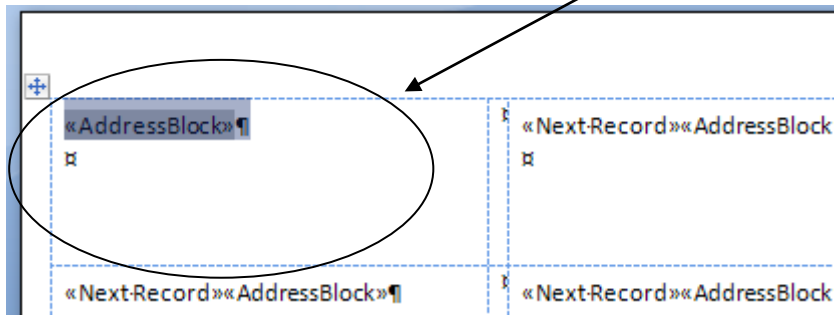 «AddressBlock»¶
¤
¤ «Next·Record»«AddressBlock
¤
«Next·Record»«AddressBlock»¶
¤ «Next·Record»«AddressBlock